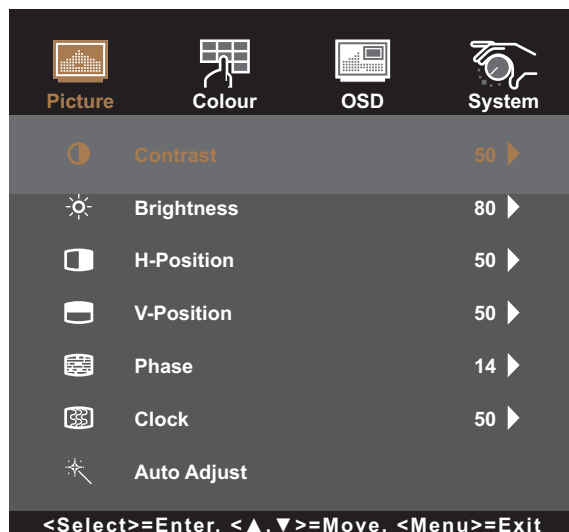 Picture Colour OSD System
Contrast 50
Brightness 80
H-Position 50
V-Position 50
Phase 14
Clock 50
Auto Adjust
<Select>=Enter, <▲,▼>=Move, <Menu>=Exit